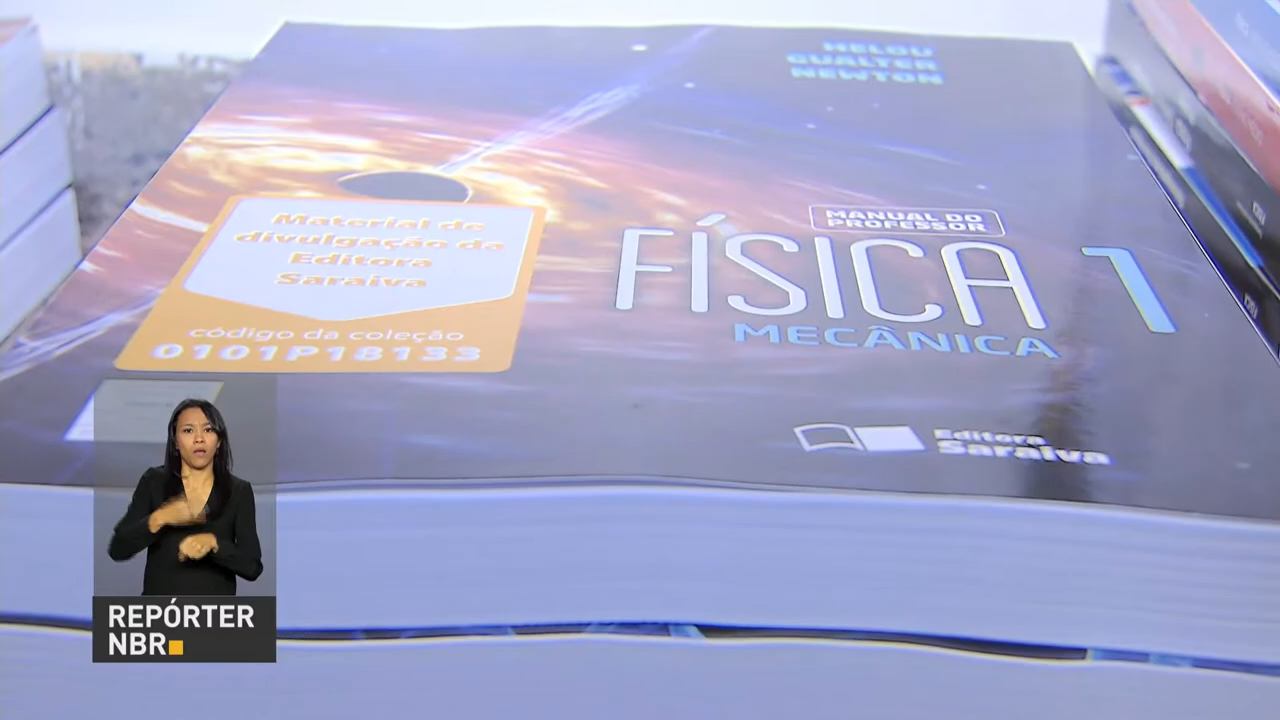 HELOU
GUALTER
NEWTON
MANUAL DO
PROFESSOR
FÍSICA 1
MECÂNICA
Material de
divulgação da
Editora
Saraiva
código da coleção
0101P18133
Editora
Saraiva
REPÓRTER
NBR